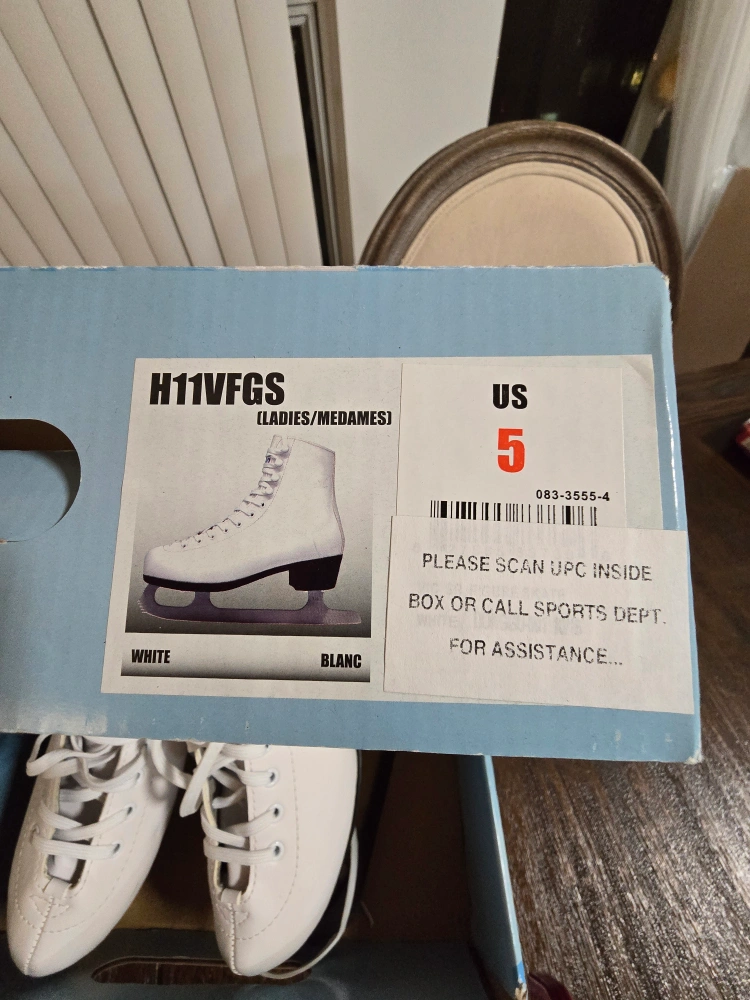 H11VFGS
(LADIES/MEDAMES)
WHITE
BLANC
US
5
083-3555-4
PLEASE SCAN UPC INSIDE
BOX OR CALL SPORTS DEPT.
FOR ASSISTANCE...